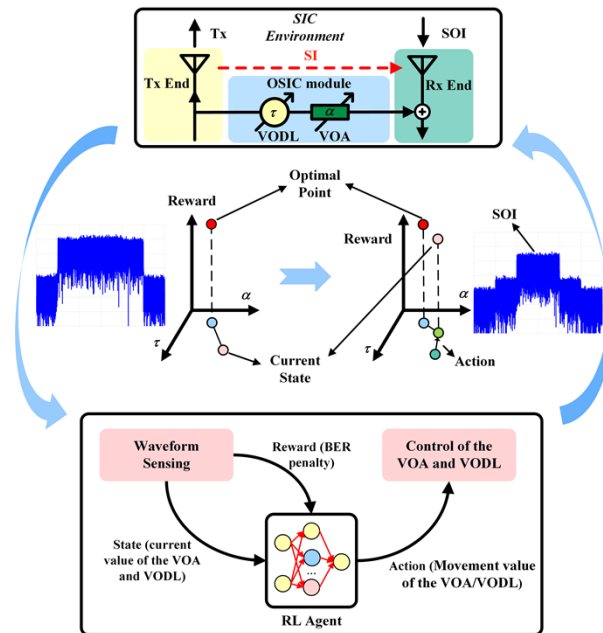 SIC
Environment
Tx
SOI
SI
Tx End
OSIC module
Rx End
τ
α
VODL
VOA
Optimal
Point
Reward
α
τ
Reward
SOI
α
τ
Current
State
Action
Waveform
Sensing
Reward (BER
penalty)
Control of the
VOA and VODL
State (current
value of the VOA
and VODL)
...
Action (Movement value
of the VOA/VODL)
RL Agent